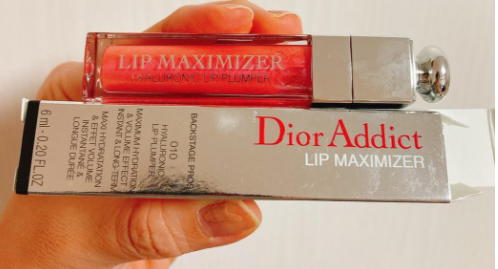 LIP MAXIMIZER
HYALURONIC LIP PLUMPER
Dior Addict
LIP MAXIMIZER
BACKSTAGE PROS
010
HYALURONIC
LIP PLUMPER
MAXIMUM HYDRATION
& VOLUME EFFECT
INSTANT & LONG-TERM
MAXI HYDRATATION
& EFFET VOLUME
INSTANTANÉ &
LONGUE DURÉE
6 ml - 0.20 FL.OZ